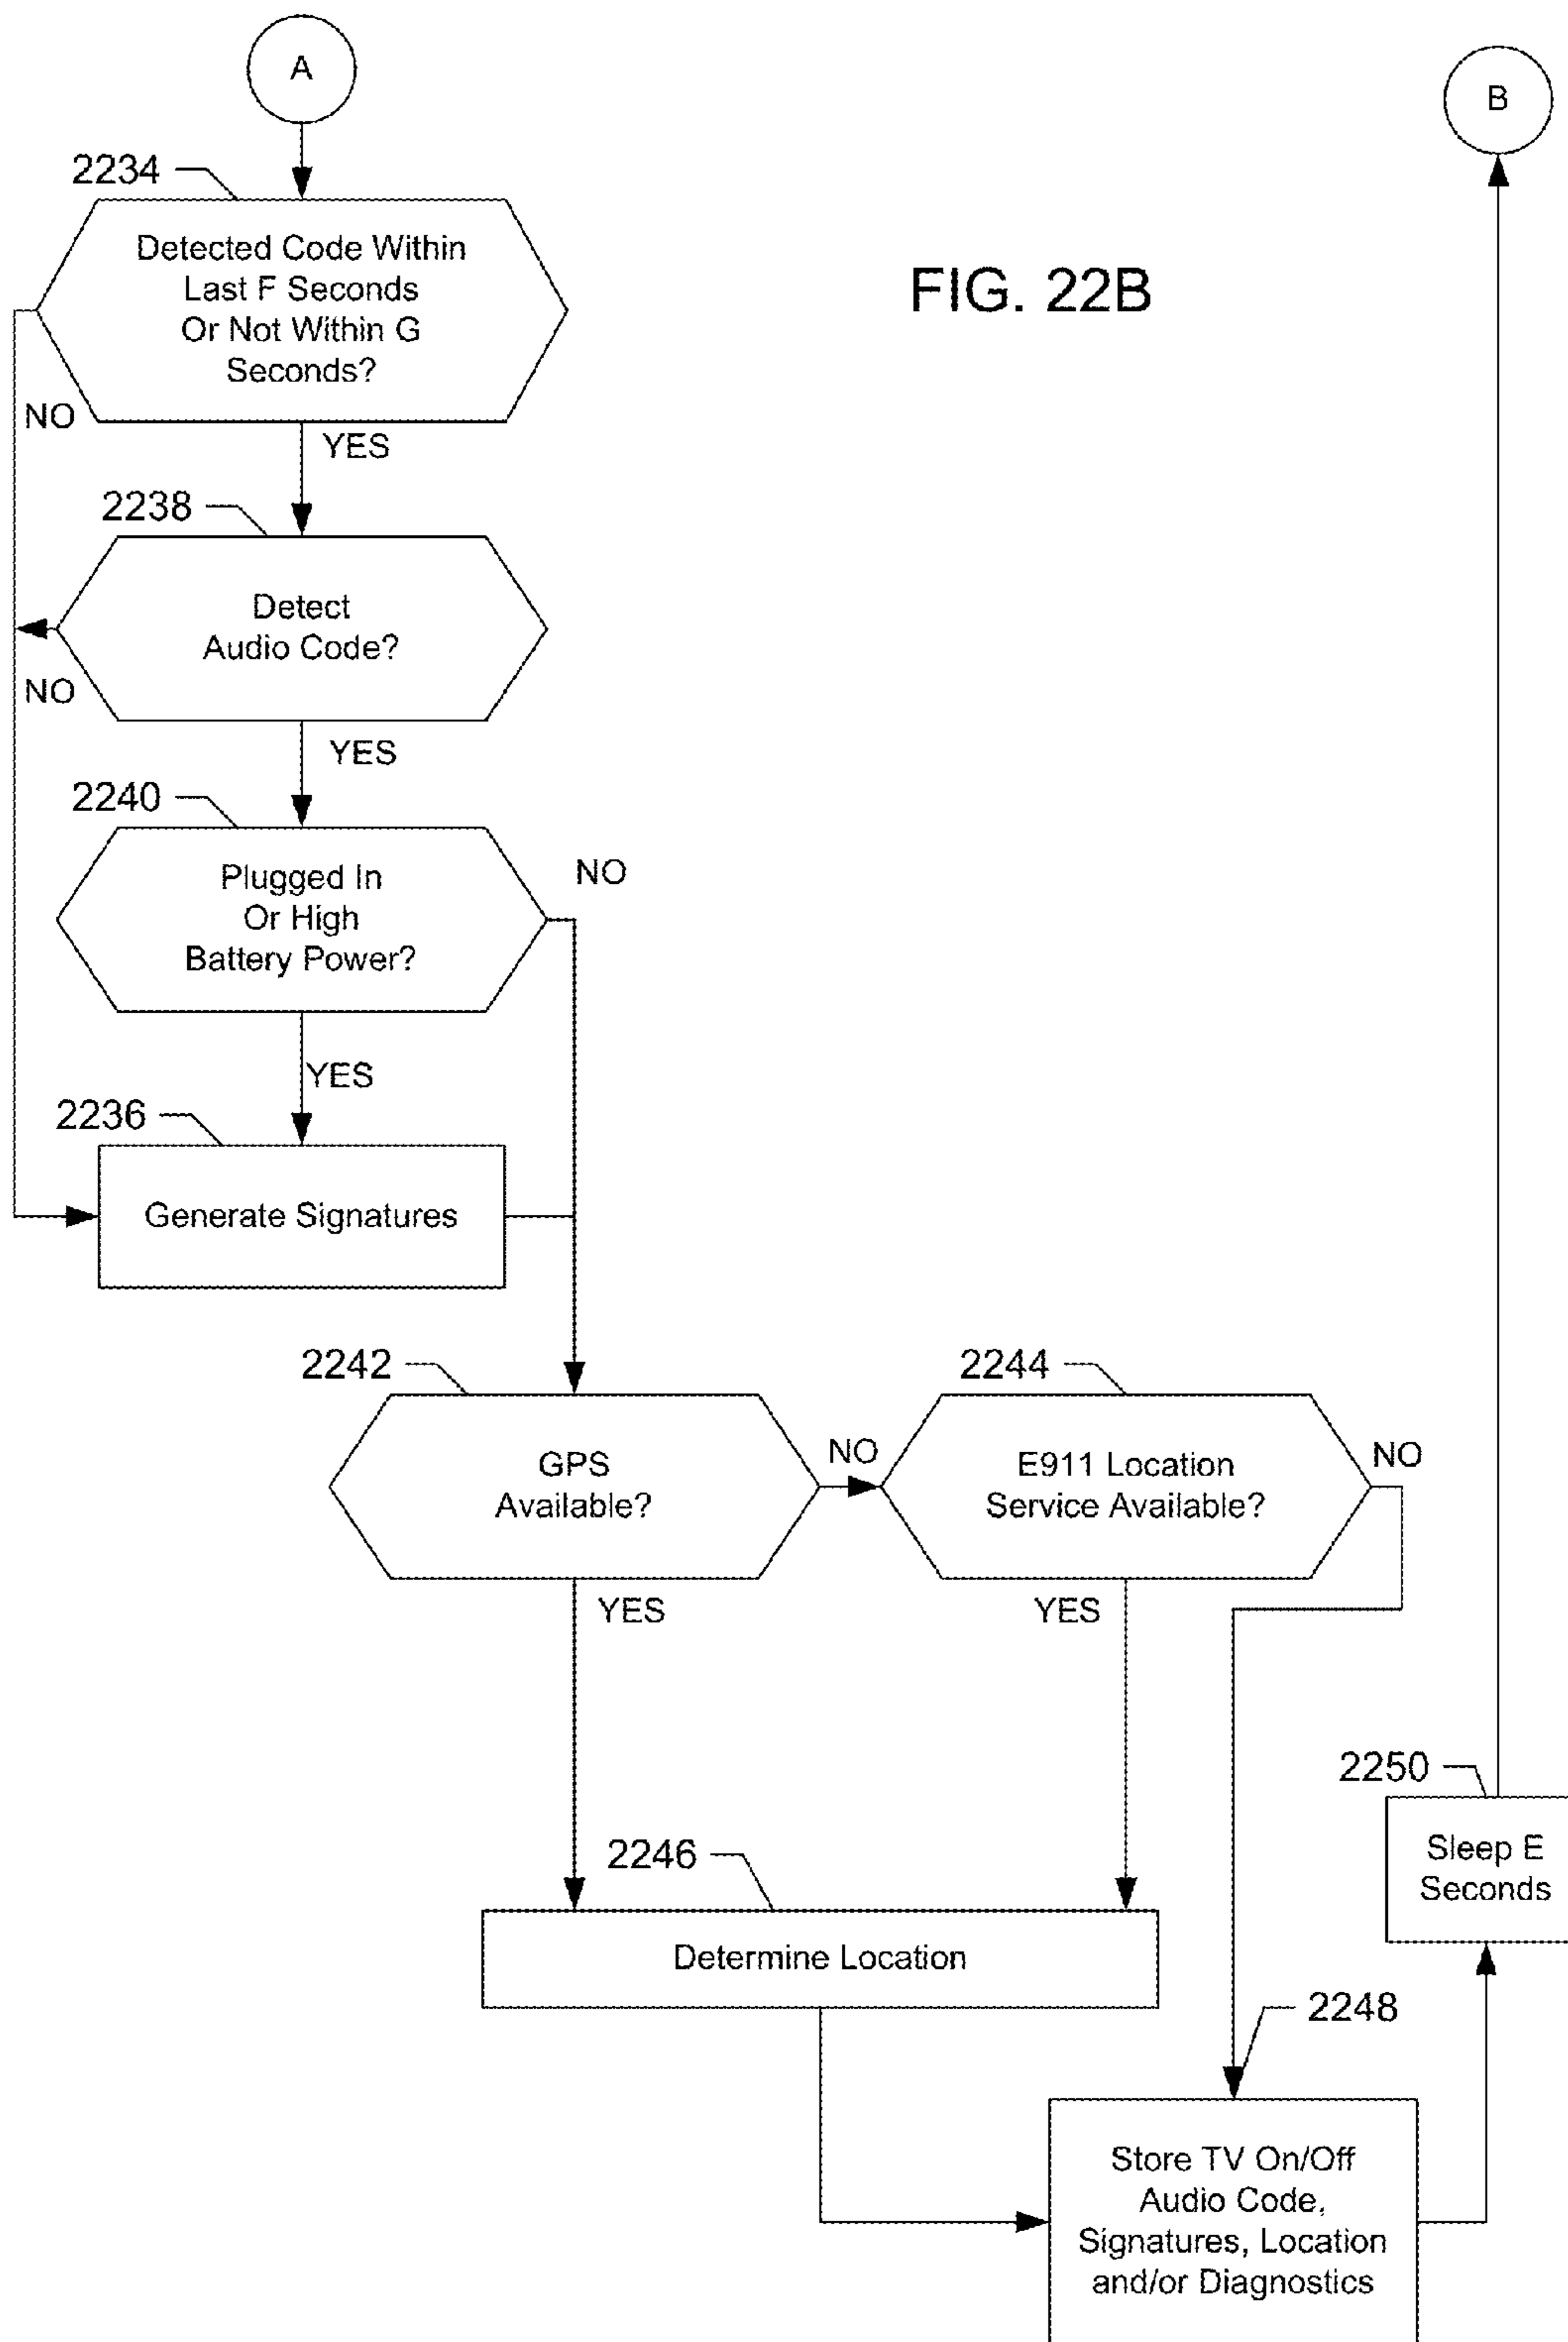 A
B
2234
Detected Code Within
Last F Seconds
Or Not Within G
Seconds?
FIG. 22B
NO
YES
2238
Detect
Audio Code?
NO
YES
2240
Plugged In
Or High
Battery Power?
NO
YES
2236
Generate Signatures
2242
2244
GPS
Available?
NO
E911 Location
Service Available?
NO
YES
YES
2250
Sleep E
Seconds
2246
Determine Location
2248
Store TV On/Off
Audio Code,
Signatures, Location
and/or Diagnostics